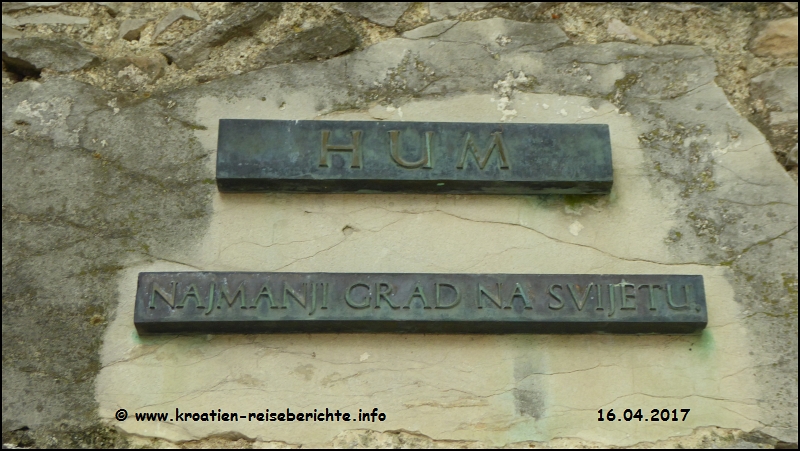 HUM
NAJMANJI GRAD NA SVIJETU
© www.kroatien-reiseberichte.info 16.04.2017